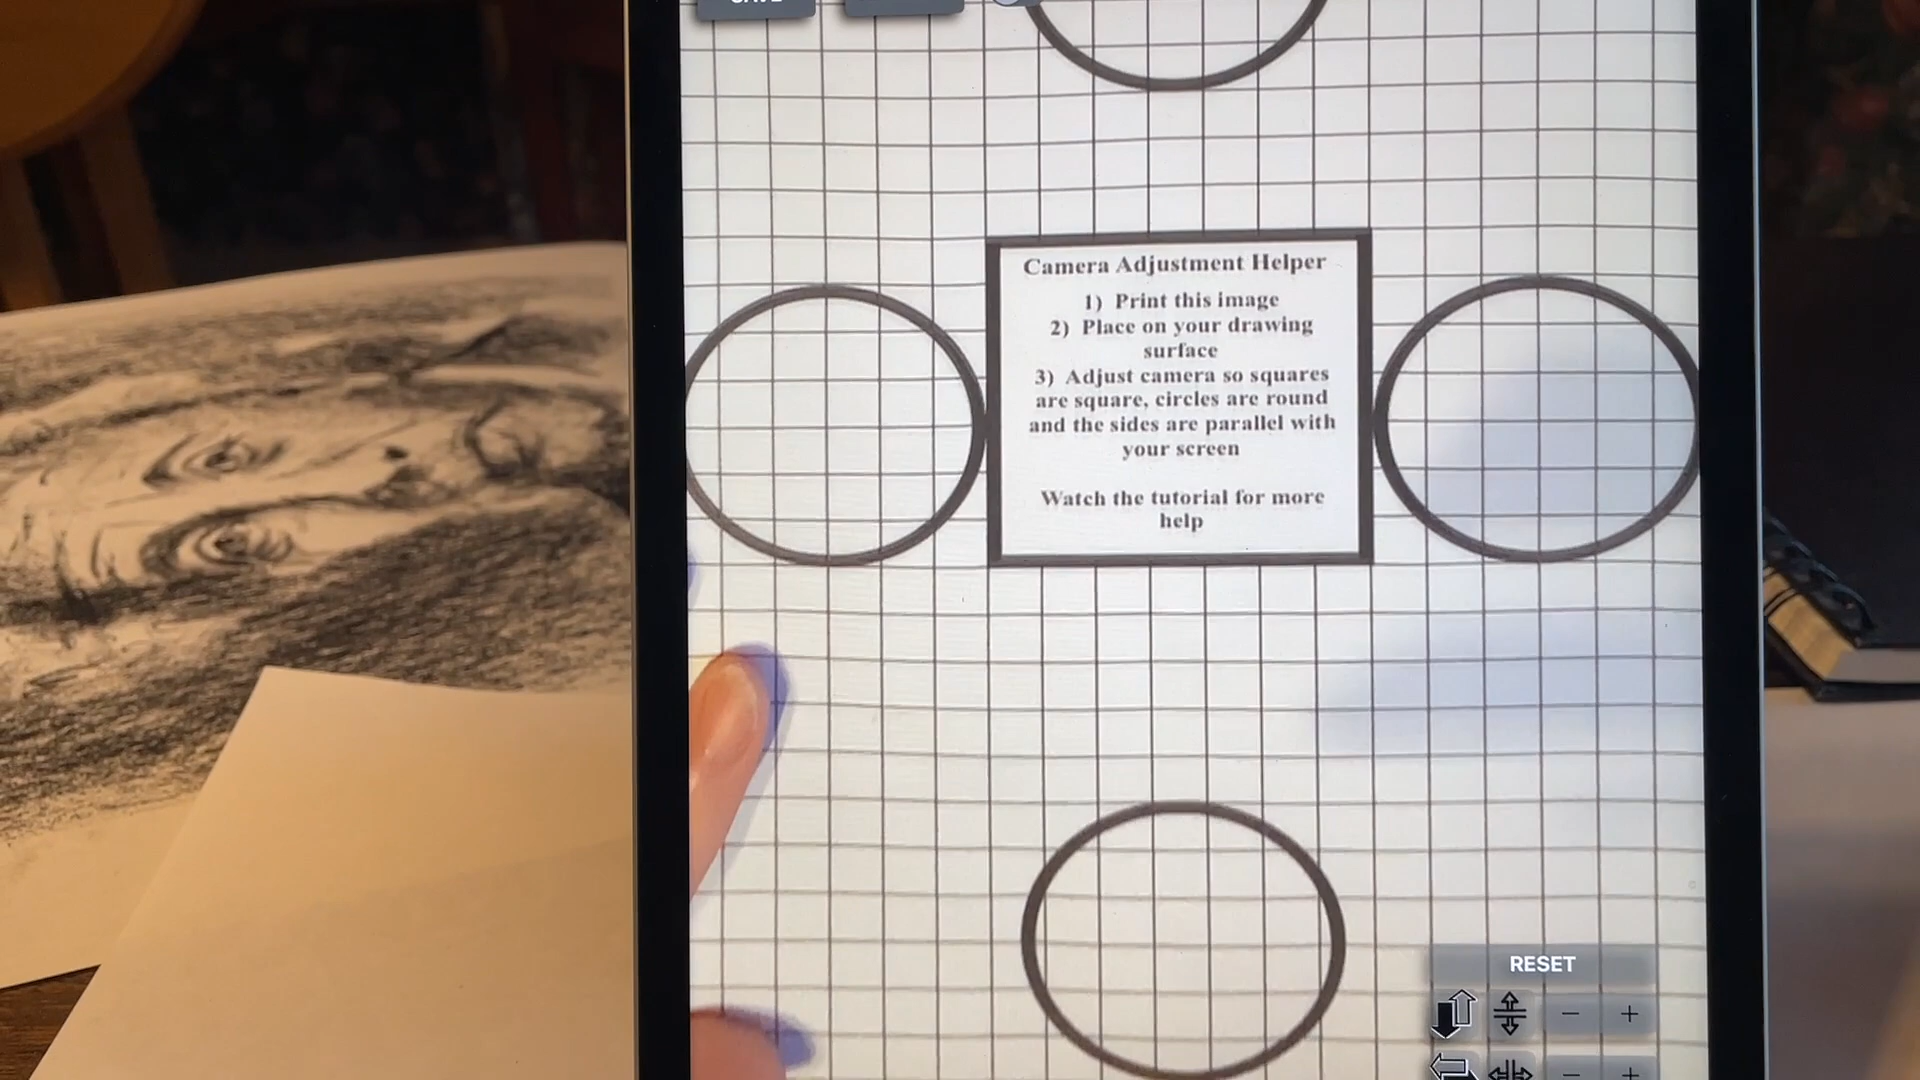 SAVE
Camera Adjustment Helper
1) Print this image
2) Place on your drawing
surface
3) Adjust camera so squares
are square, circles are round
and the sides are parallel with
your screen
Watch the tutorial for more
help
RESET
- +
- +